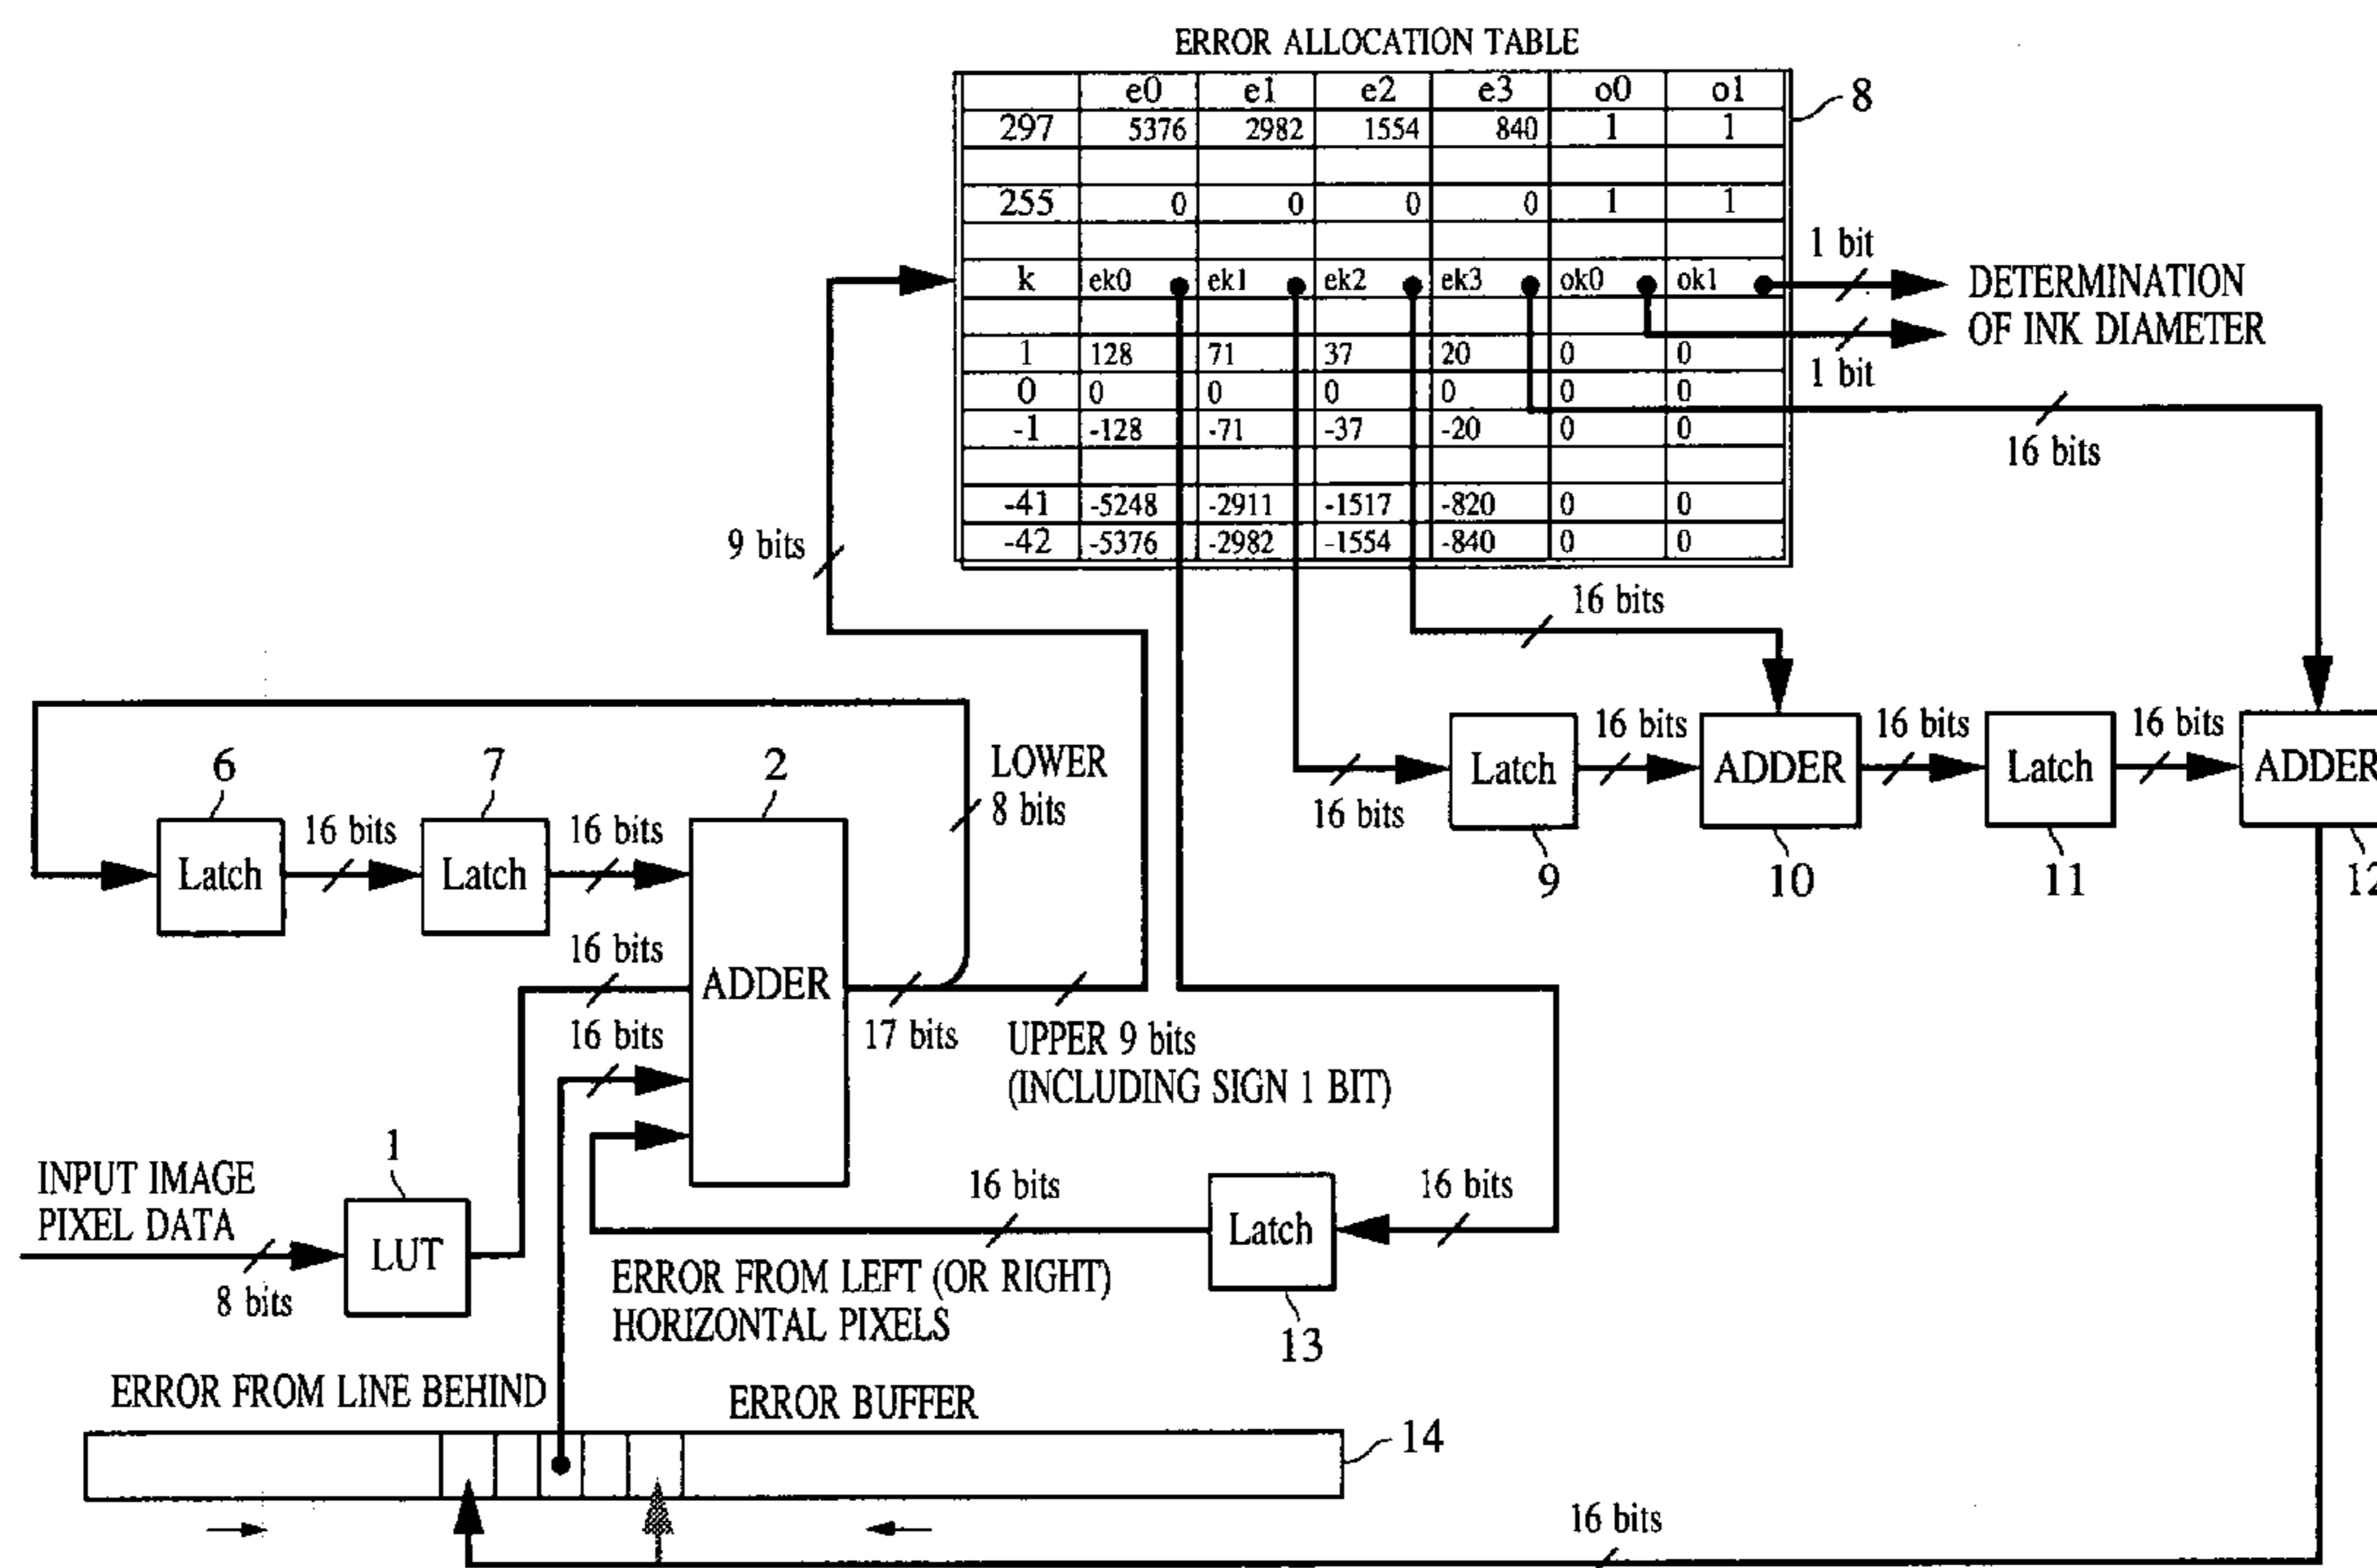 ERROR ALLOCATION TABLE
e0 e1 e2 e3 o0 o1
297 5376 2982 1554 840 1 1
255 0 0 0 0 1 1
k ek0 ek1 ek2 ek3 ok0 ok1
1 128 71 37 20 0 0
0 0 0 0 0 0 0
-1 -128 -71 -37 -20 0 0
-41 -5248 -2911 -1517 -820 0 0
-42 -5376 -2982 -1554 -840 0 0
8
1 bit
DETERMINATION
OF INK DIAMETER
1 bit
16 bits
9 bits
16 bits
6
7
2
LOWER
8 bits
16 bits
16 bits
Latch
Latch
16 bits
16 bits
16 bits
16 bits
Latch
ADDER
Latch
ADDER
9
10
11
12
16 bits
ADDER
16 bits
17 bits
UPPER 9 bits
(INCLUDING SIGN 1 BIT)
INPUT IMAGE
PIXEL DATA
8 bits
1
LUT
16 bits
Latch
16 bits
13
ERROR FROM LEFT (OR RIGHT)
HORIZONTAL PIXELS
ERROR FROM LINE BEHIND
ERROR BUFFER
14
16 bits